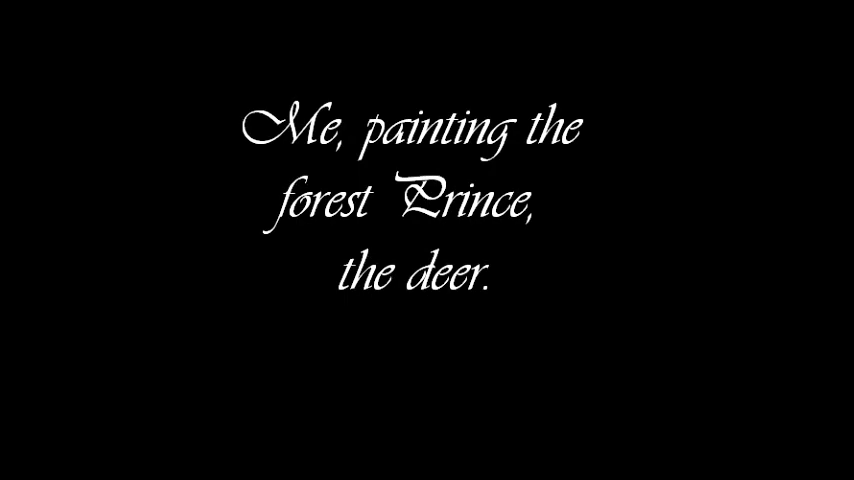 Me, painting the
forest Prince,
the deer.